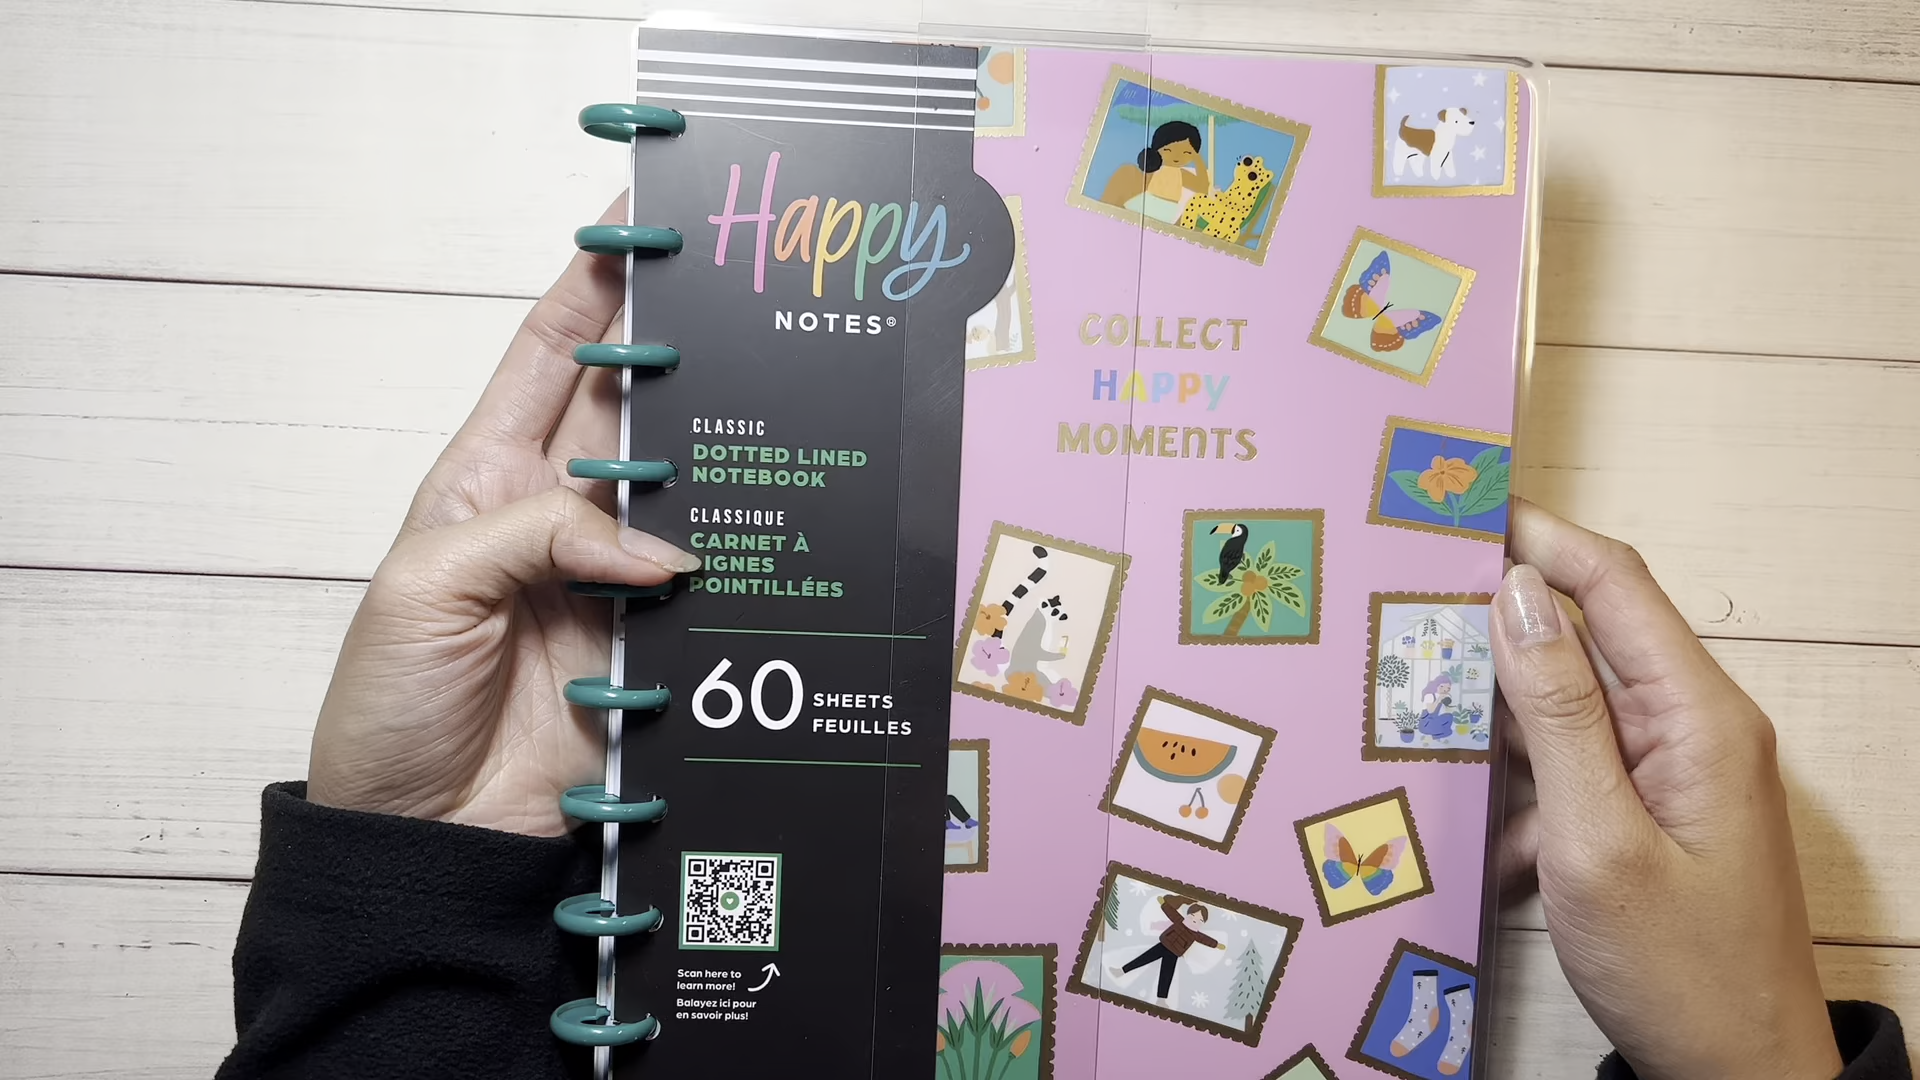 Happy
NOTES®
CLASSIC
DOTTED LINED
NOTEBOOK
CLASSIQUE
CARNET À
LIGNES
POINTILLÉES
60 SHEETS
FEUILLES
Scan here to
learn more!
Balayez ici pour
en savoir plus!
COLLECT
HAPPY
MOMENTS